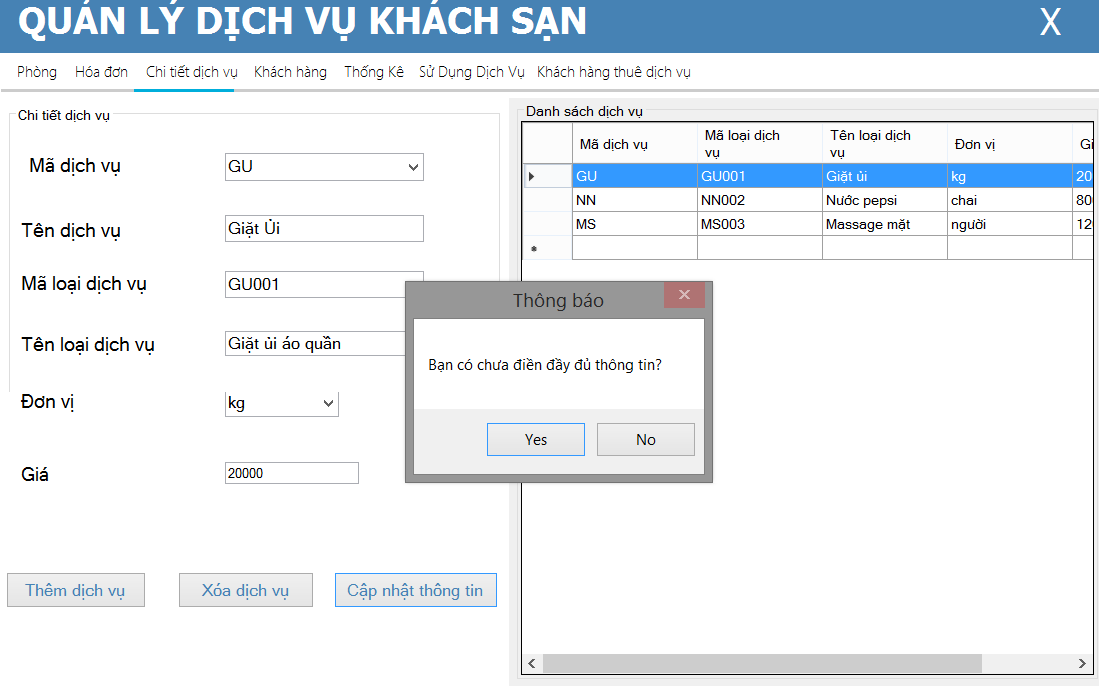 QUẢN LÝ DỊCH VỤ KHÁCH SẠN
X
Phòng Hóa đơn Chi tiết dịch vụ Khách hàng Thống Kê Sử Dụng Dịch Vụ Khách hàng thuê dịch vụ
Chi tiết dịch vụ
Mã dịch vụ
GU
Tên dịch vụ
Giặt Ủi
Mã loại dịch vụ
GU001
Tên loại dịch vụ
Giặt ủi áo quần
Đơn vị
kg
Giá
20000
Thêm dịch vụ
Xóa dịch vụ
Cập nhật thông tin
Danh sách dịch vụ
Mã dịch vụ
Mã loại dịch
vụ
Tên loại dịch
vụ
Đơn vị
Gi
GU GU001 Giặt ủi kg 20
NN NN002 Nước pepsi chai 80
MS MS003 Massage mặt người 12
Thông báo
Bạn có chưa điền đầy đủ thông tin?
Yes
No